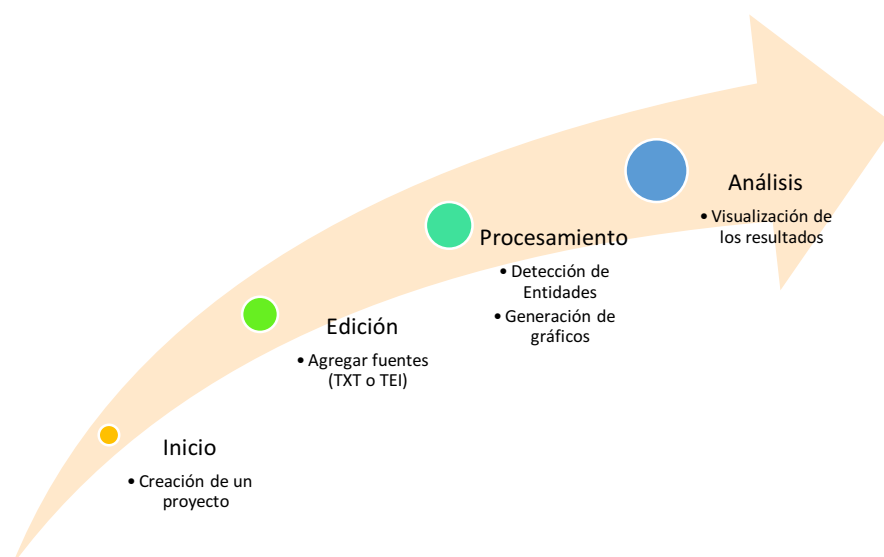 Inicio
• Creación de un
proyecto
Edición
• Agregar fuentes
(TXT o TEI)
Procesamiento
• Detección de
Entidades
• Generación de
gráficos
Análisis
• Visualización de
los resultados